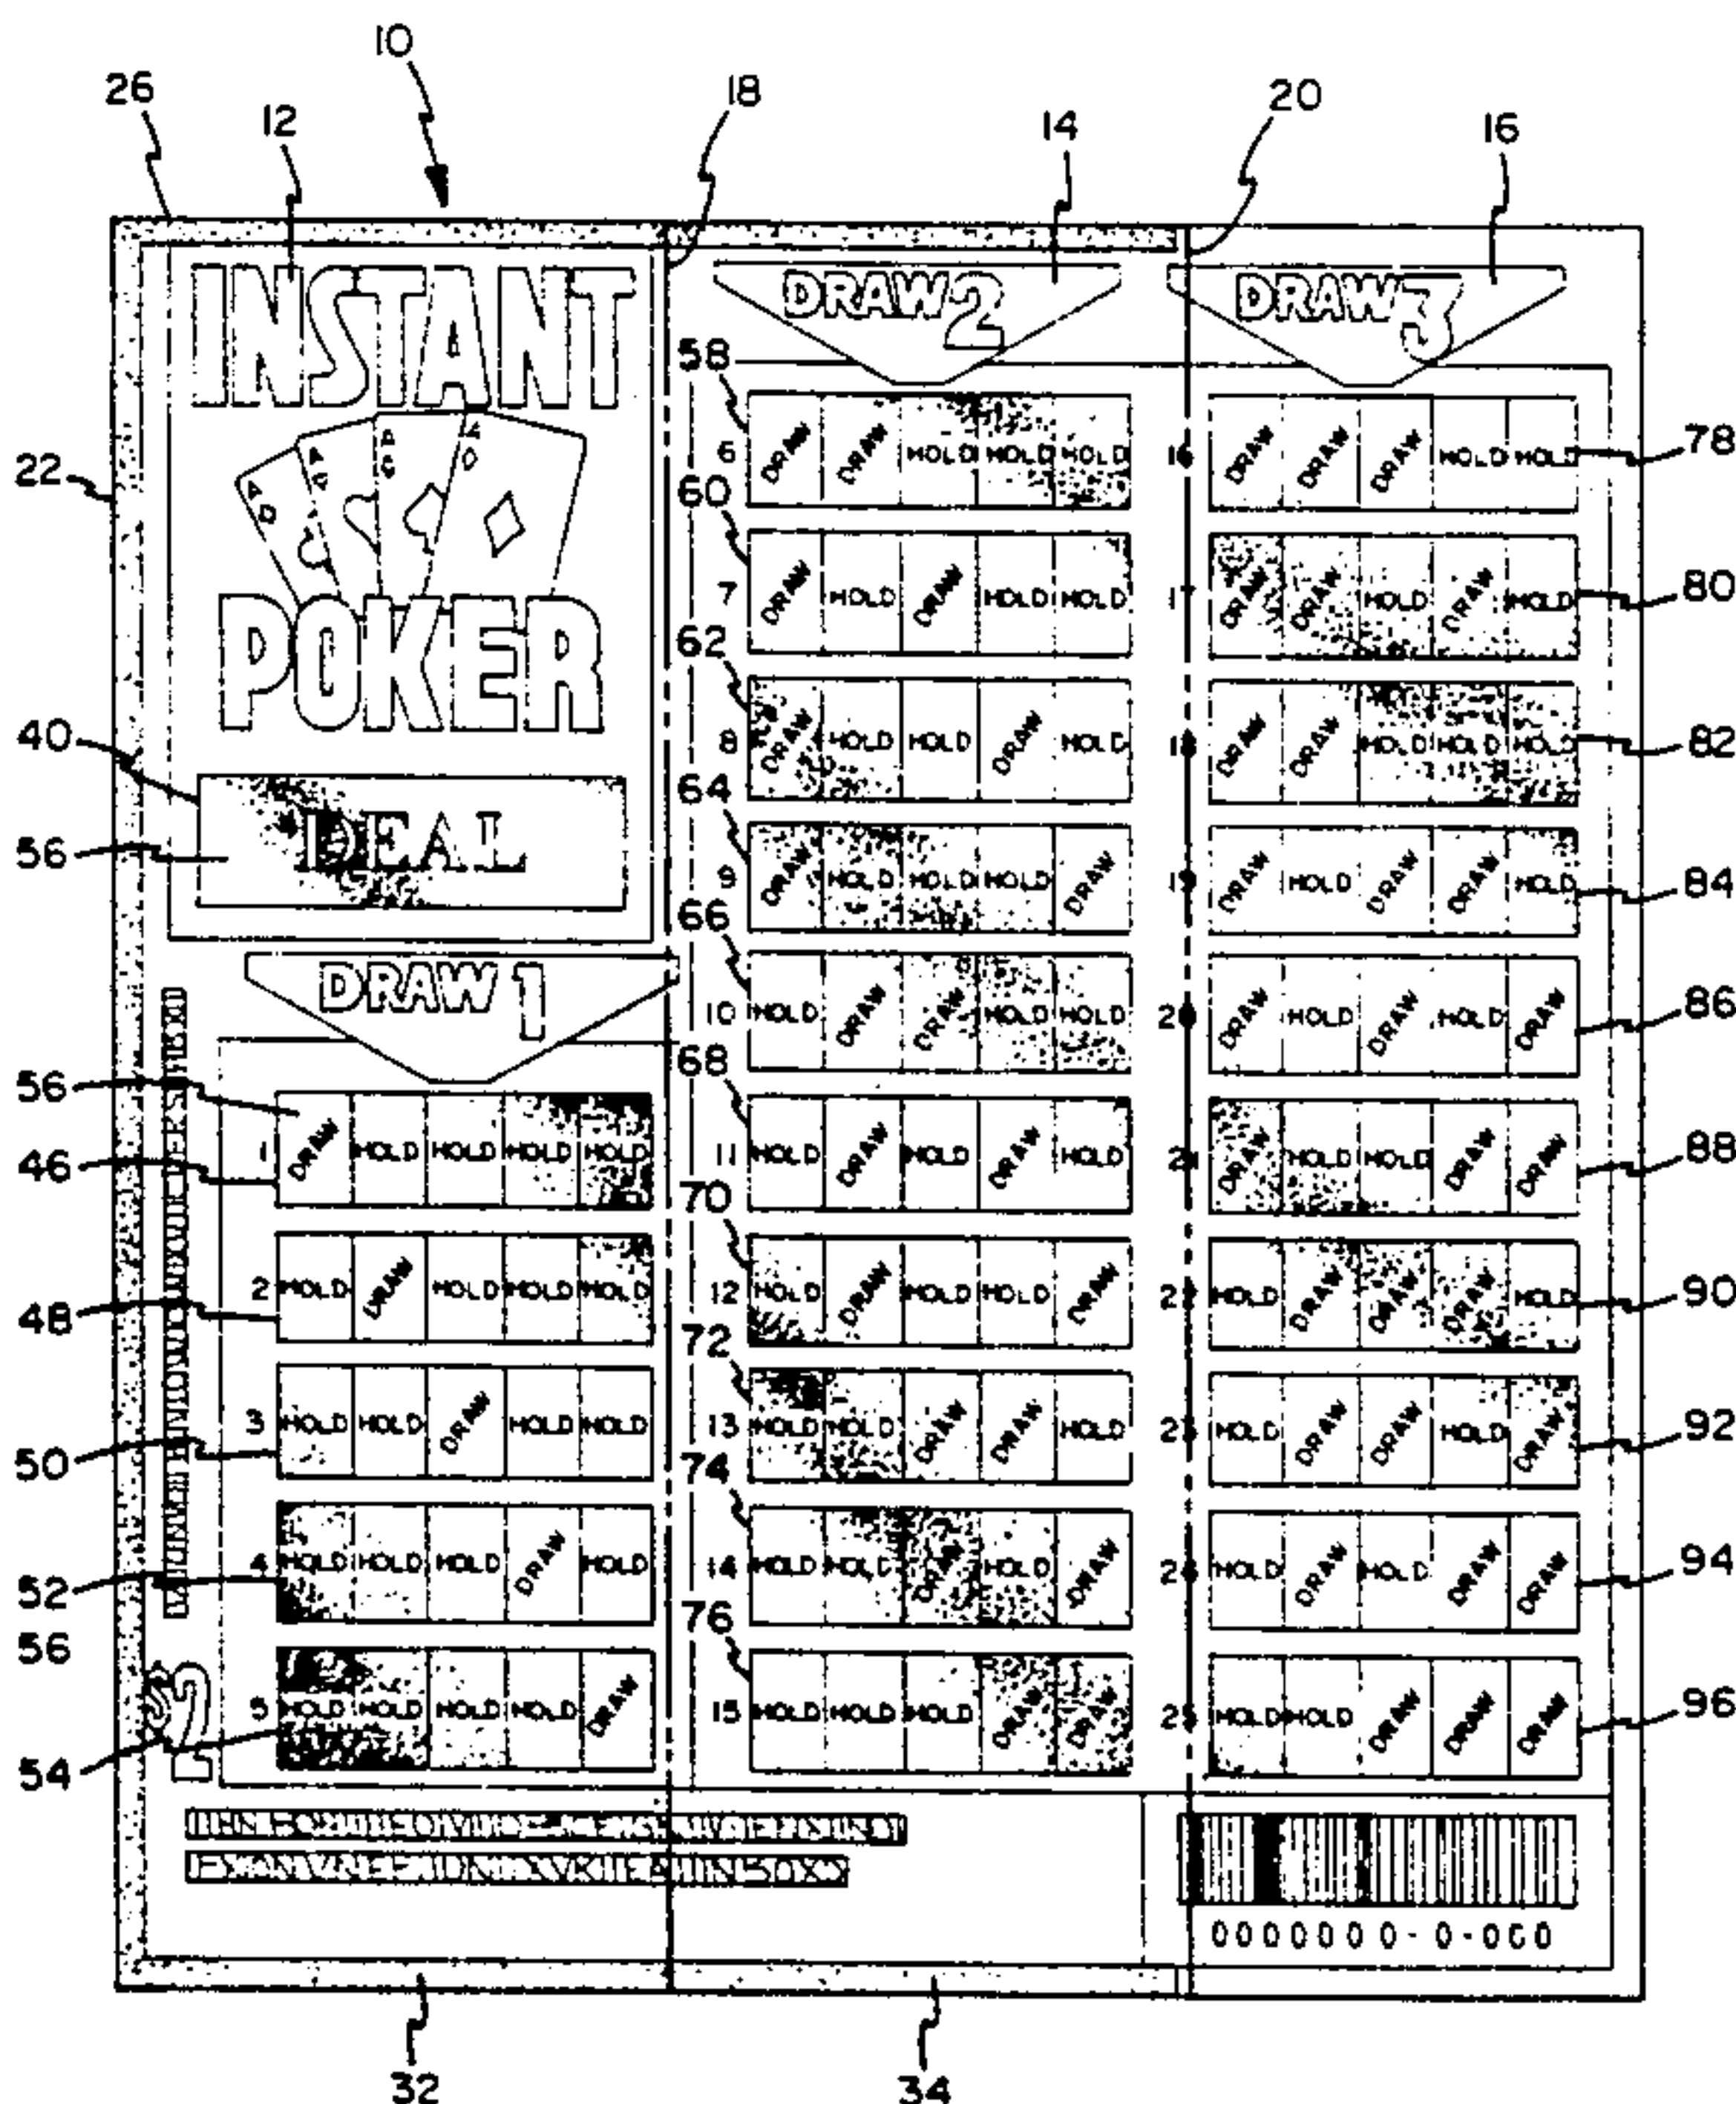 10
26
12
18
14
20
16
INSTANT
POKER
22
40
DEAL
56
DRAW 1
56
1 DRAW HOLD HOLD HOLD HOLD
46
2 HOLD DRAW HOLD HOLD HOLD
48
3 HOLD HOLD DRAW HOLD HOLD
50
4 HOLD HOLD HOLD DRAW HOLD
52
56
5 HOLD HOLD HOLD HOLD DRAW
54
$2
DRAW 2
58
6 DRAW DRAW HOLD HOLD HOLD
60
7 DRAW HOLD DRAW HOLD HOLD
62
8 DRAW HOLD HOLD DRAW HOLD
64
9 DRAW HOLD HOLD HOLD DRAW
66
10 HOLD DRAW DRAW HOLD HOLD
68
11 HOLD DRAW HOLD DRAW HOLD
70
12 HOLD DRAW HOLD HOLD DRAW
72
13 HOLD HOLD DRAW DRAW HOLD
74
14 HOLD HOLD DRAW HOLD DRAW
76
15 HOLD HOLD HOLD DRAW DRAW
DRAW 3
16 DRAW DRAW DRAW HOLD HOLD 78
17 DRAW DRAW HOLD DRAW HOLD 80
18 DRAW DRAW HOLD HOLD HOLD 82
19 DRAW HOLD DRAW DRAW HOLD 84
20 DRAW HOLD DRAW HOLD DRAW 86
21 DRAW HOLD HOLD DRAW DRAW 88
22 HOLD DRAW DRAW DRAW HOLD 90
23 HOLD DRAW DRAW HOLD DRAW 92
24 HOLD DRAW HOLD DRAW DRAW 94
25 HOLD HOLD DRAW DRAW DRAW 96
0000000-0-000
32
34